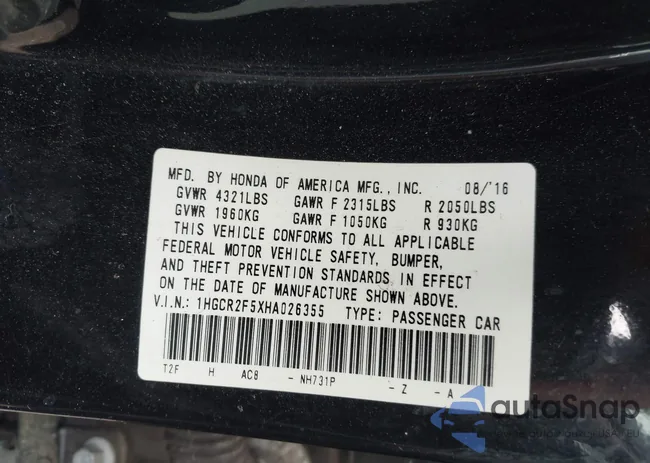 MFD. BY HONDA OF AMERICA MFG., INC. 08/'16
GVWR 4321LBS GAWR F 2315LBS R 2050LBS
GVWR 1960KG GAWR F 1050KG R 930KG
THIS VEHICLE CONFORMS TO ALL APPLICABLE
FEDERAL MOTOR VEHICLE SAFETY, BUMPER,
AND THEFT PREVENTION STANDARDS IN EFFECT
ON THE DATE OF MANUFACTURE SHOWN ABOVE.
V.I.N.: 1HGCR2F5XHA026355 TYPE: PASSENGER CAR
T2F H AC8 - NH731P - Z - A
autoSnap